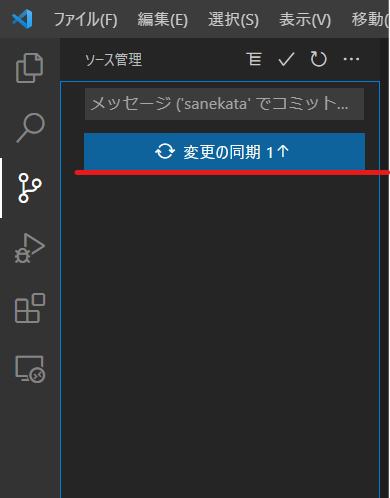 ファイル(F) 編集(E) 選択(S) 表示(V) 移動(
ソース管理
メッセージ ('sanekata' でコミット...
変更の同期 1↑